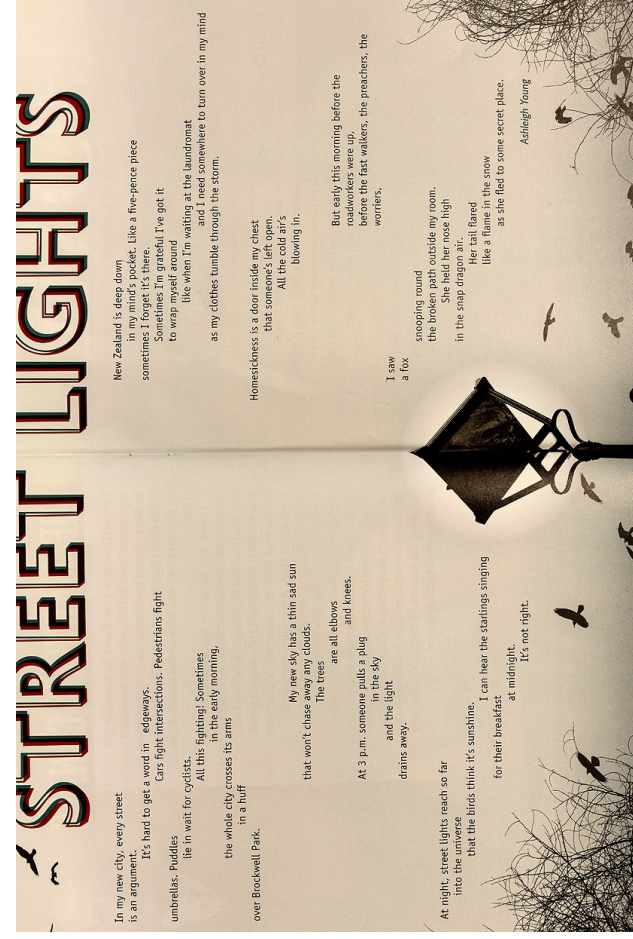 STREET LIGHTS
In my new city, every street
is an argument.
It's hard to get a word in edgeways.
Cars fight intersections. Pedestrians fight
umbrellas. Puddles
lie in wait for cyclists.
All this fighting! Sometimes
in the early morning,
the whole city crosses its arms
in a huff
over Brockwell Park.
My new sky has a thin sad sun
that won't chase away any clouds.
The trees
are all elbows
and knees.
At 3 p.m. someone pulls a plug
in the sky
and the light
drains away.
At night, street lights reach so far
into the universe
that the birds think it's sunshine.
I can hear the starlings singing
for their breakfast
at midnight.
It's not right.
New Zealand is deep down
in my mind's pocket. Like a five-pence piece
sometimes I forget it's there.
Sometimes I'm grateful I've got it
to wrap myself around
like when I'm waiting at the laundromat
and I need somewhere to turn over in my mind
as my clothes tumble through the storm.
Homesickness is a door inside my chest
that someone's left open.
All the cold air's
blowing in.
But early this morning before the
roadworkers were up,
before the fast walkers, the preachers, the
worriers,
I saw
a fox
snooping round
the broken path outside my room.
She held her nose high
in the snap dragon air.
Her tail flared
like a flame in the snow
as she fled to some secret place.
Ashleigh Young